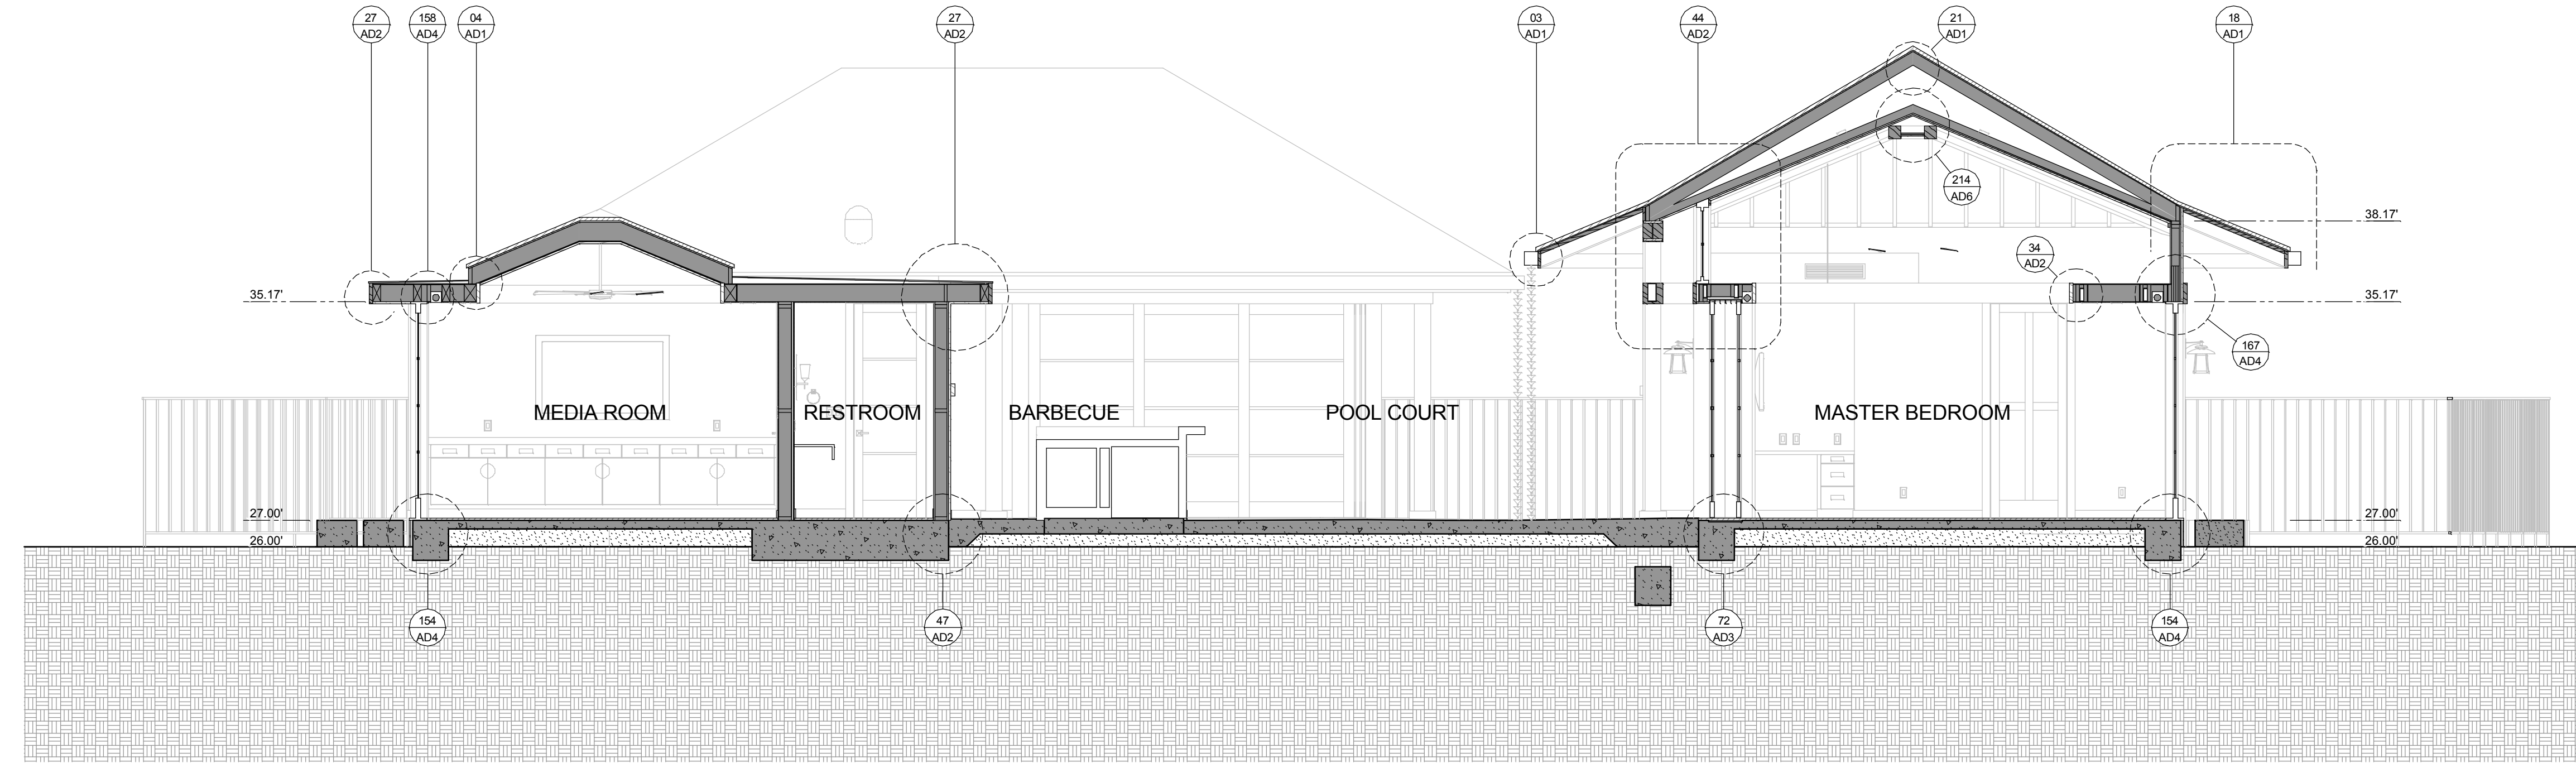 27
AD2
158
AD4
04
AD1
27
AD2
03
AD1
44
AD2
21
AD1
18
AD1
214
AD6
38.17'
34
AD2
35.17'
35.17'
167
AD4
MEDIA ROOM
RESTROOM
BARBECUE
POOL COURT
MASTER BEDROOM
27.00'
27.00'
26.00'
26.00'
154
AD4
47
AD2
72
AD3
154
AD4